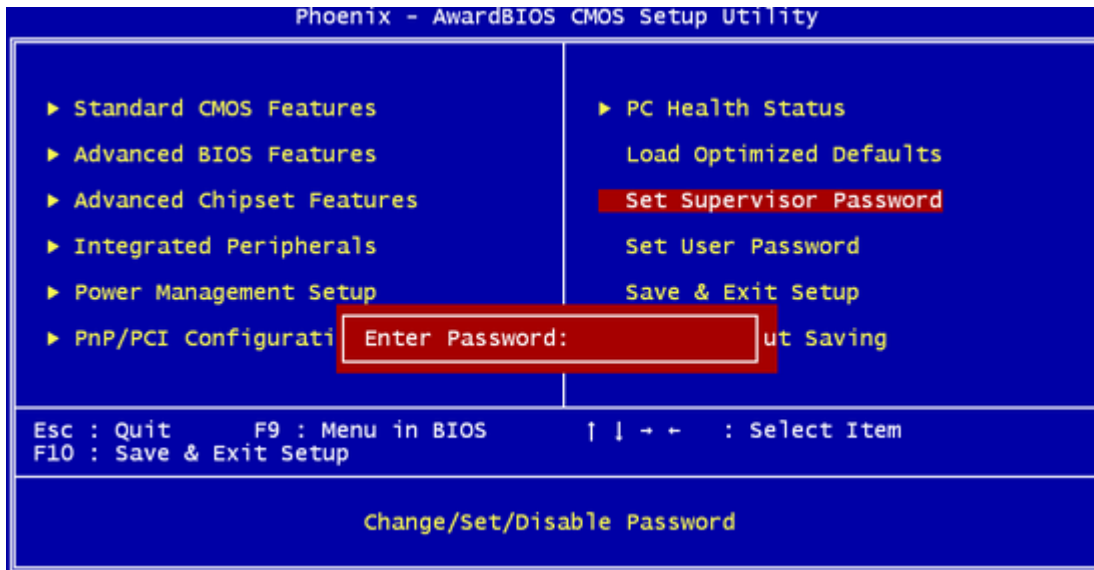 Phoenix - AwardBIOS CMOS Setup Utility
▶ Standard CMOS Features
▶ Advanced BIOS Features
▶ Advanced Chipset Features
▶ Integrated Peripherals
▶ Power Management Setup
▶ PnP/PCI Configurati
▶ PC Health Status
Load Optimized Defaults
Set Supervisor Password
Set User Password
Save & Exit Setup
ut Saving
Enter Password:
Esc : Quit F9 : Menu in BIOS ↑ ↓ → ← : Select Item
F10 : Save & Exit Setup
Change/Set/Disable Password